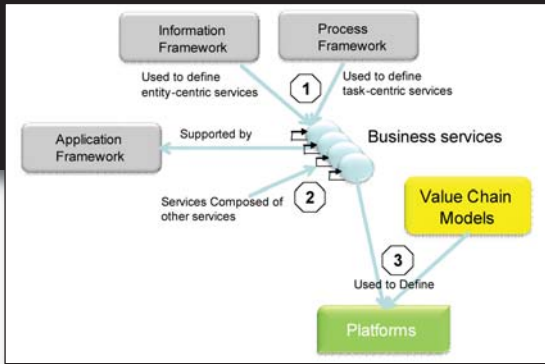 Information
Framework
Process
Framework
Used to define
entity-centric services
1
Used to define
task-centric services
Application
Framework
Supported by
Business services
Services Composed of
other services
2
Value Chain
Models
3
Used to Define
Platforms